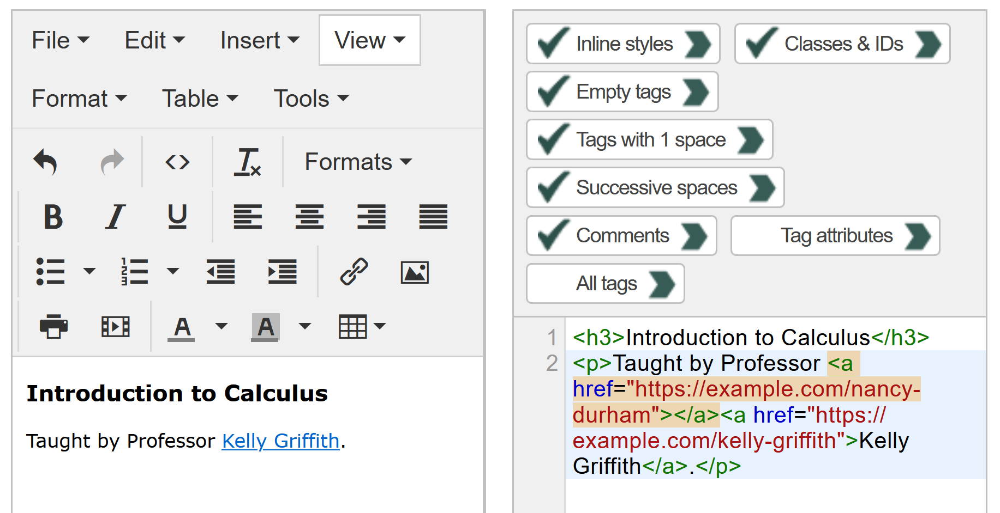 File Edit Insert View
Format Table Tools
Formats
B I U
A A
Introduction to Calculus
Taught by Professor Kelly Griffith.
Inline styles Classes & IDs
Empty tags
Tags with 1 space
Successive spaces
Comments Tag attributes
All tags
1 <h3>Introduction to Calculus</h3>
2 <p>Taught by Professor <a
href="https://example.com/nancy-
durham"></a><a href="https://
example.com/kelly-griffith">Kelly
Griffith</a>.</p>